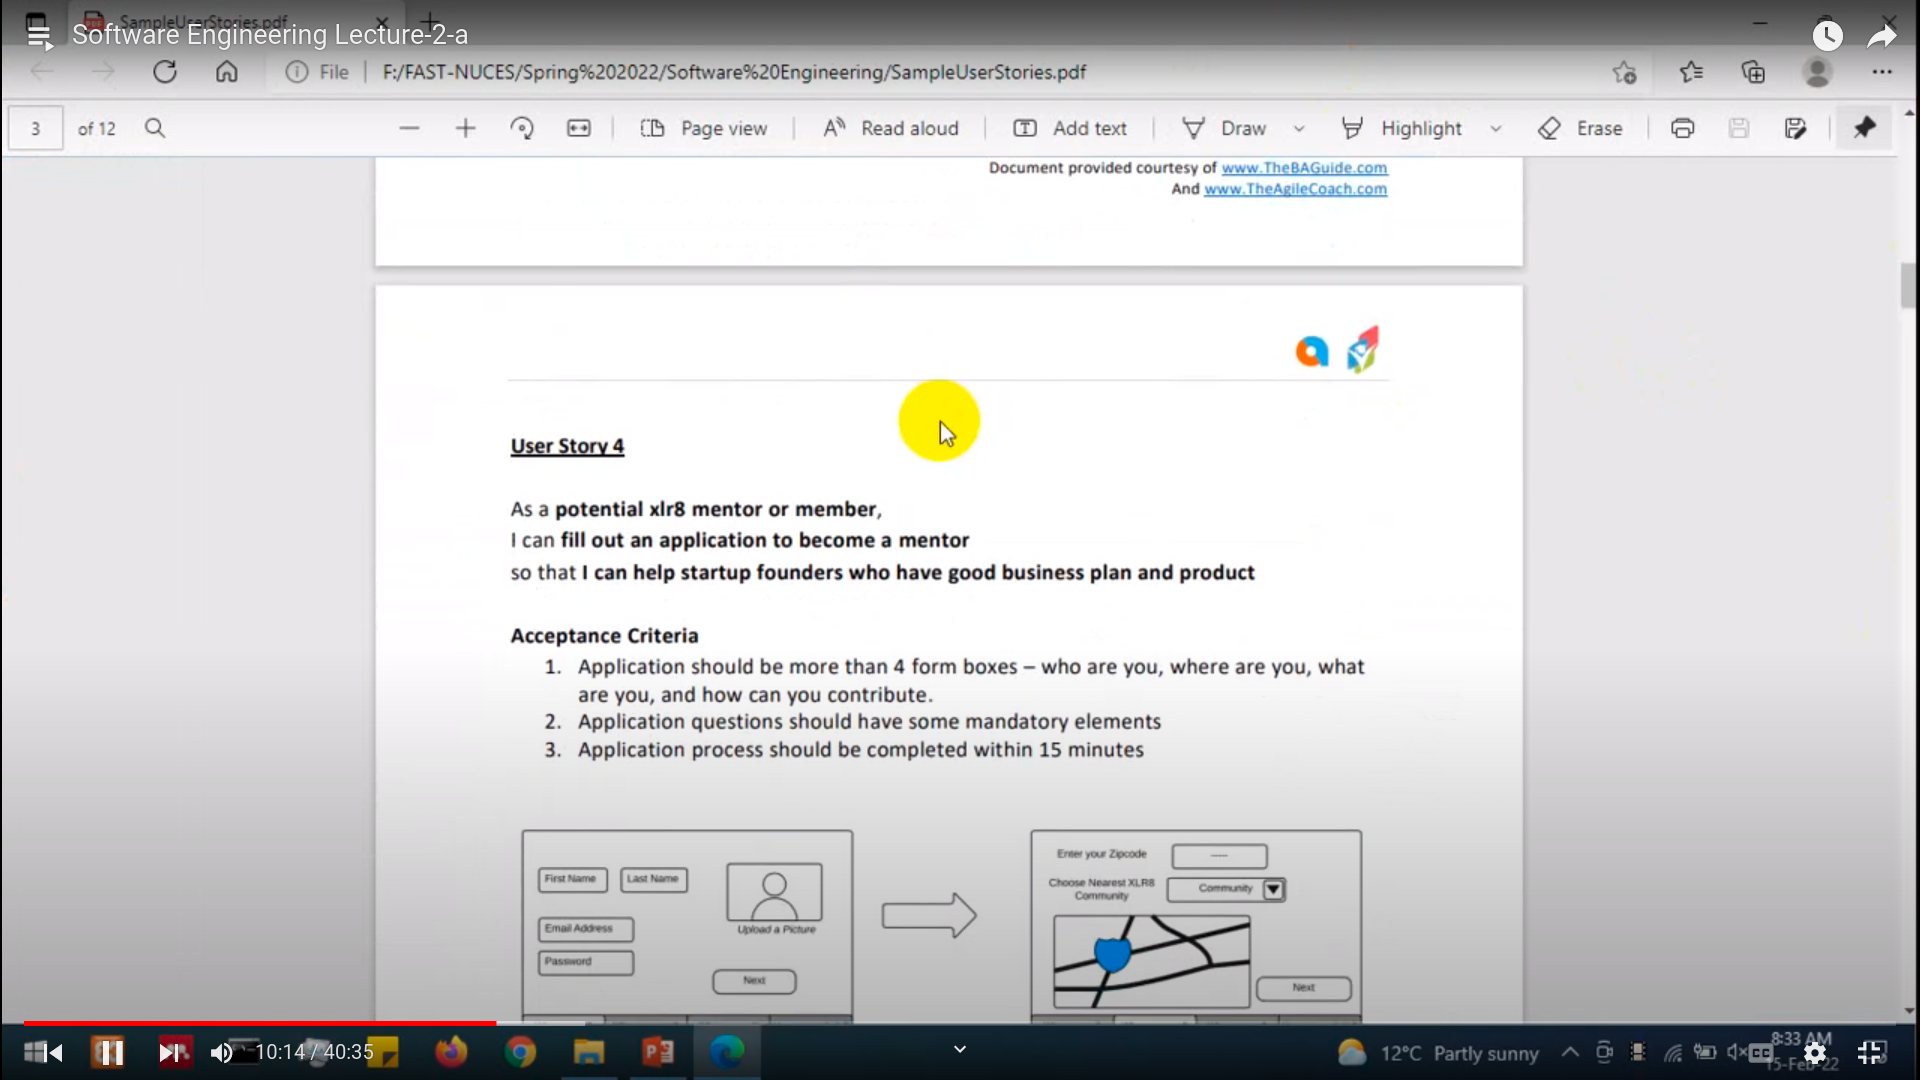 SampleUserStories.pdf
Software Engineering Lecture-2-a
File F:/FAST-NUCES/Spring%202022/Software%20Engineering/SampleUserStories.pdf
3 of 12 Page view Read aloud Add text Draw Highlight Erase
Document provided courtesy of www.TheBAGuide.com
And www.TheAgileCoach.com
User Story 4
As a potential xlr8 mentor or member,
I can fill out an application to become a mentor
so that I can help startup founders who have good business plan and product
Acceptance Criteria
1. Application should be more than 4 form boxes – who are you, where are you, what
are you, and how can you contribute.
2. Application questions should have some mandatory elements
3. Application process should be completed within 15 minutes
First Name Last Name
Upload a Picture
Email Address
Password
Next
Enter your Zipcode
Choose Nearest XLR8
Community
Community
Next
10:14 / 40:35
12°C Partly sunny
CC
8:33 AM
15-Feb-22